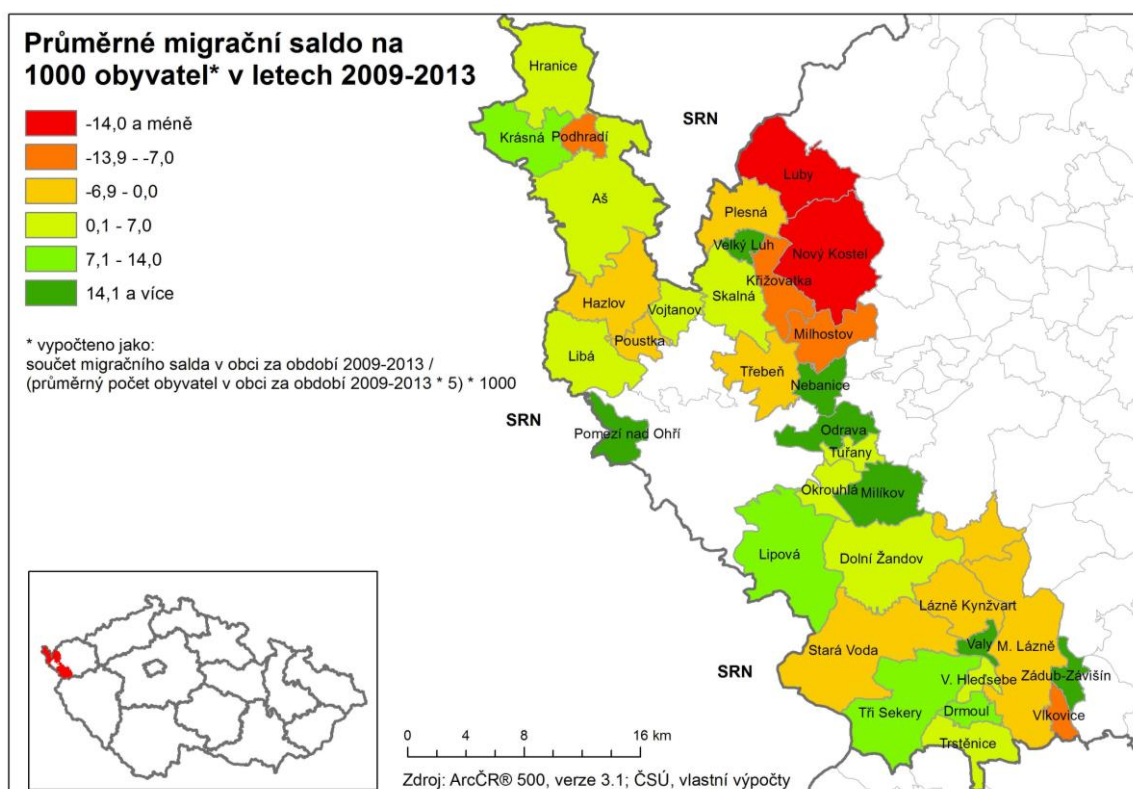 Průměrné migrační saldo na
1000 obyvatel* v letech 2009-2013
-14,0 a méně
-13,9 - -7,0
-6,9 - 0,0
0,1 - 7,0
7,1 - 14,0
14,1 a více
* vypočteno jako:
součet migračního salda v obci za období 2009-2013 /
(průměrný počet obyvatel v obci za období 2009-2013 * 5) * 1000
Hranice
SRN
Krásná
Podhradí
Luby
Aš
Plesná
Velký Luh
Nový Kostel
Křižovatka
Hazlov
Skalná
Vojtanov
Milhostov
Poustka
Libá
Třebeň
Nebanice
SRN
Pomezí nad Ohří
Odrava
Tuřany
Okrouhlá
Milíkov
Lipová
Dolní Žandov
Lázně Kynžvart
Stará Voda
Valy
M. Lázně
SRN
V. Hleďsebe
Zádub-Závišín
Tři Sekery
Drmoul
Vlkovice
Trstěnice
0 4 8 16 km
Zdroj: ArcČR® 500, verze 3.1; ČSÚ, vlastní výpočty